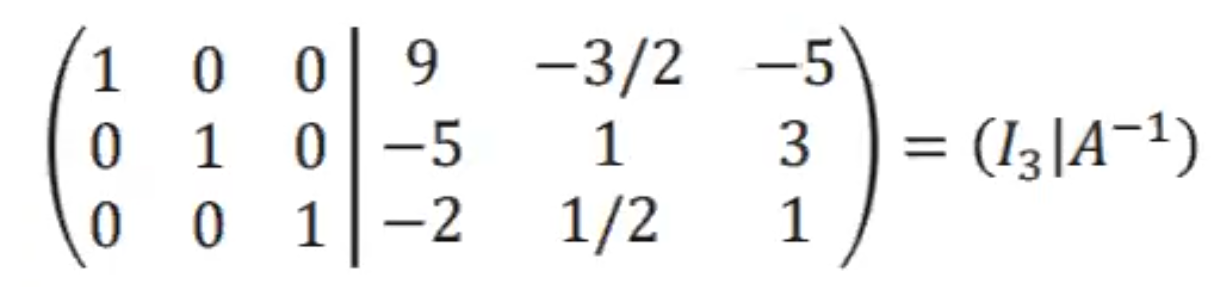 1 0 0 | 9 −3/2 −5
0 1 0 | −5 1 3 = (I₃|A⁻¹)
0 0 1 | −2 1/2 1